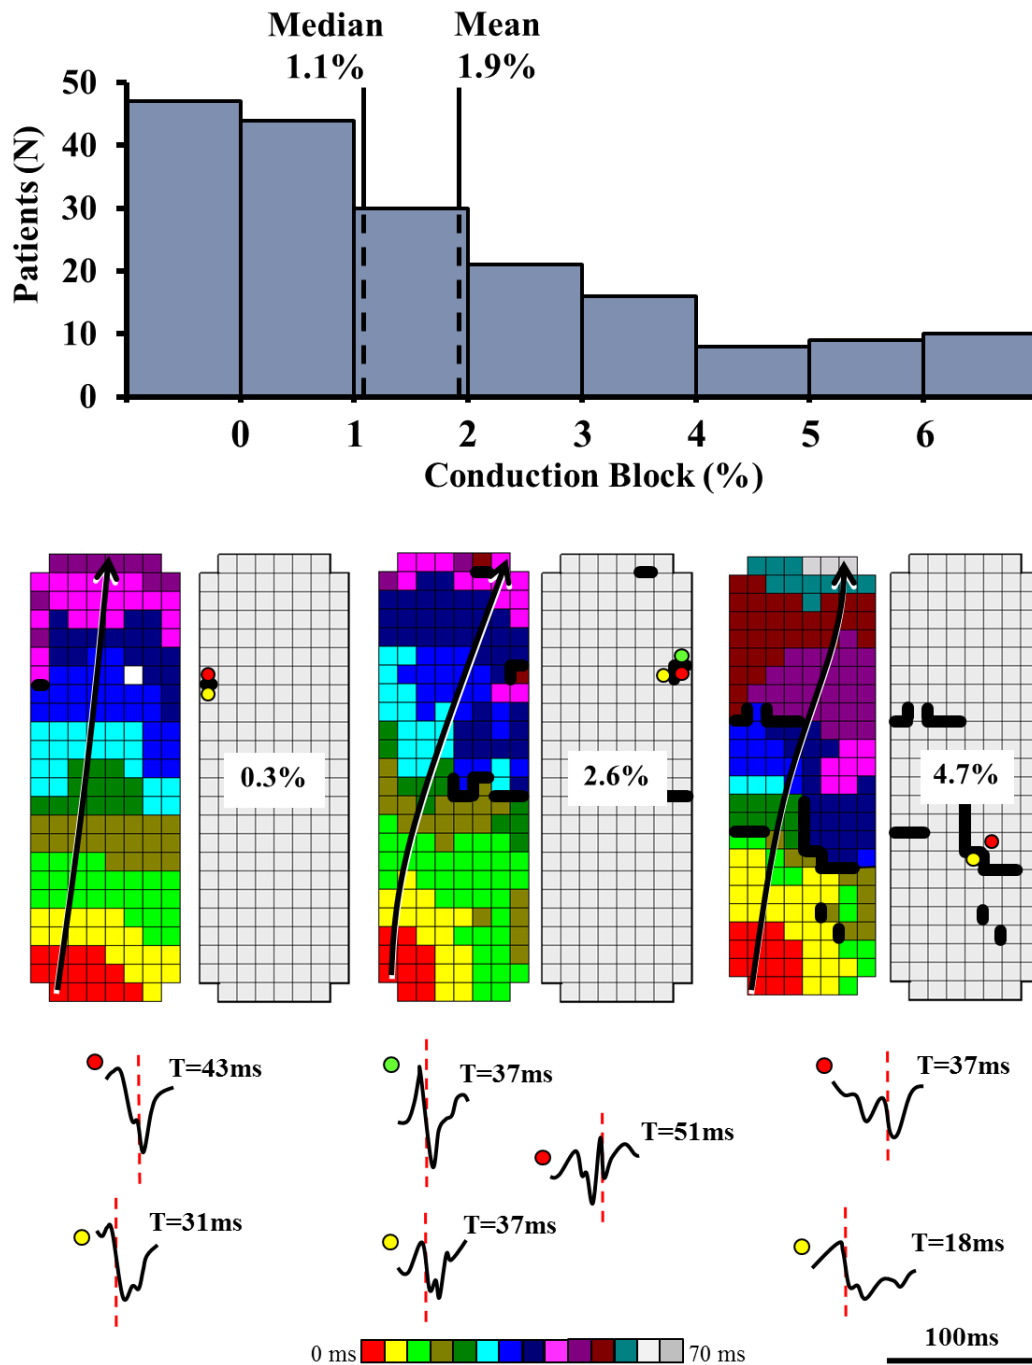 Median
1.1%
Mean
1.9%
Patients (N)
50
40
30
20
10
0
0 1 2 3 4 5 6
Conduction Block (%)
0.3%
2.6%
4.7%
T=43ms
T=37ms
T=37ms
T=51ms
T=31ms
T=37ms
T=18ms
0 ms
70 ms
100ms